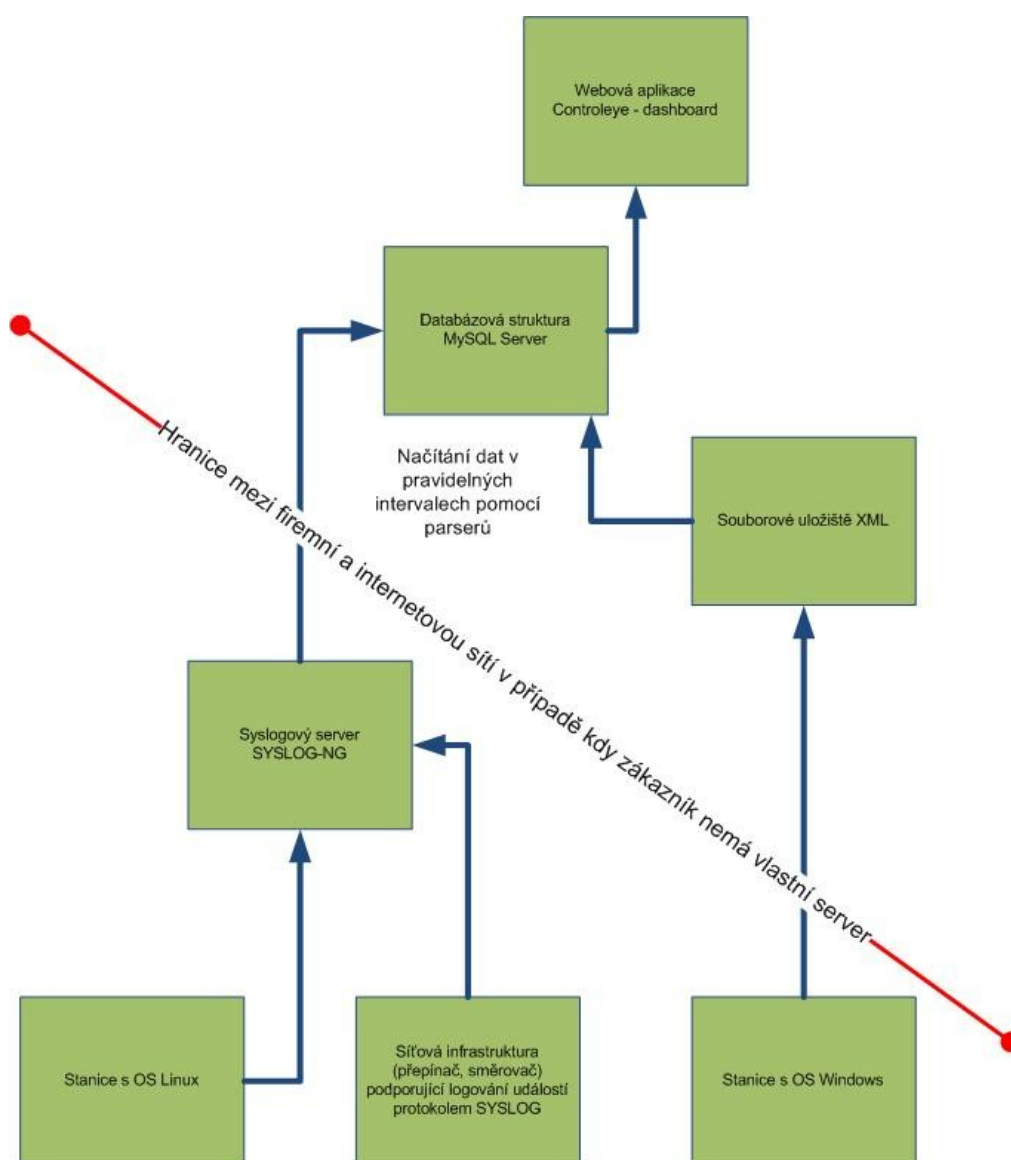 Webová aplikace
Controleye - dashboard
Databázová struktura
MySQL Server
Načítání dat v
pravidelných
intervalech pomocí
parserů
Souborové uložiště XML
Hranice mezi firemní a internetovou sítí v případě kdy zákazník nemá vlastní server
Syslogový server
SYSLOG-NG
Stanice s OS Linux
Síťová infrastruktura
(přepínač, směrovač)
podporující logování událostí
protokolem SYSLOG
Stanice s OS Windows